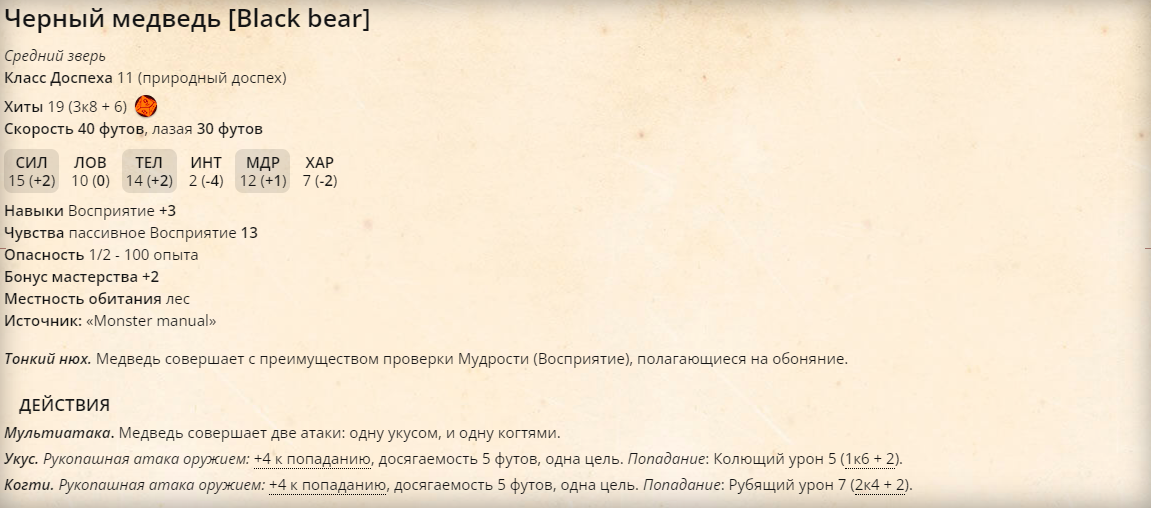 Черный медведь [Black bear]
Средний зверь
Класс Доспеха 11 (природный доспех)
Хиты 19 (3к8 + 6)
Скорость 40 футов, лазая 30 футов
СИЛ ЛОВ ТЕЛ ИНТ МДР ХАР
15 (+2) 10 (0) 14 (+2) 2 (-4) 12 (+1) 7 (-2)
Навыки Восприятие +3
Чувства пассивное Восприятие 13
Опасность 1/2 - 100 опыта
Бонус мастерства +2
Местность обитания лес
Источник: «Monster manual»
Тонкий нюх. Медведь совершает с преимуществом проверки Мудрости (Восприятие), полагающиеся на обоняние.
ДЕЙСТВИЯ
Мультиатака. Медведь совершает две атаки: одну укусом, и одну когтями.
Укус. Рукопашная атака оружием: +4 к попаданию, досягаемость 5 футов, одна цель. Попадание: Колющий урон 5 (1к6 + 2).
Когти. Рукопашная атака оружием: +4 к попаданию, досягаемость 5 футов, одна цель. Попадание: Рубящий урон 7 (2к4 + 2).